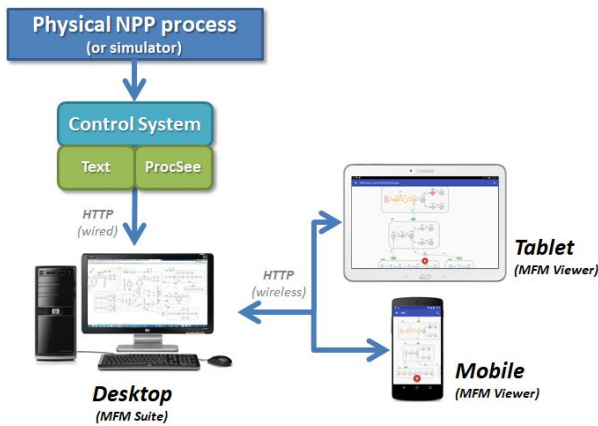 Physical NPP process
(or simulator)
Control System
Text
ProcSee
HTTP
(wired)
HTTP
(wireless)
Tablet
(MFM Viewer)
Mobile
(MFM Viewer)
Desktop
(MFM Suite)